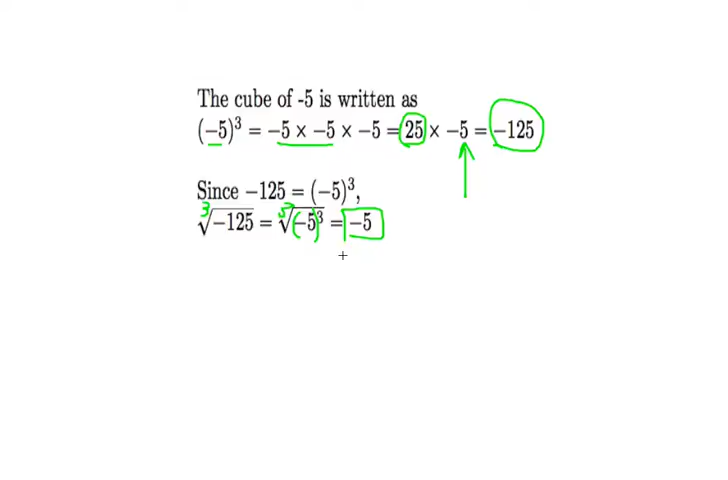 The cube of -5 is written as
(−5)³ = −5 × −5 × −5 = 25 × −5 = −125
Since −125 = (−5)³,
∛−125 = ∛(−5)³ = −5